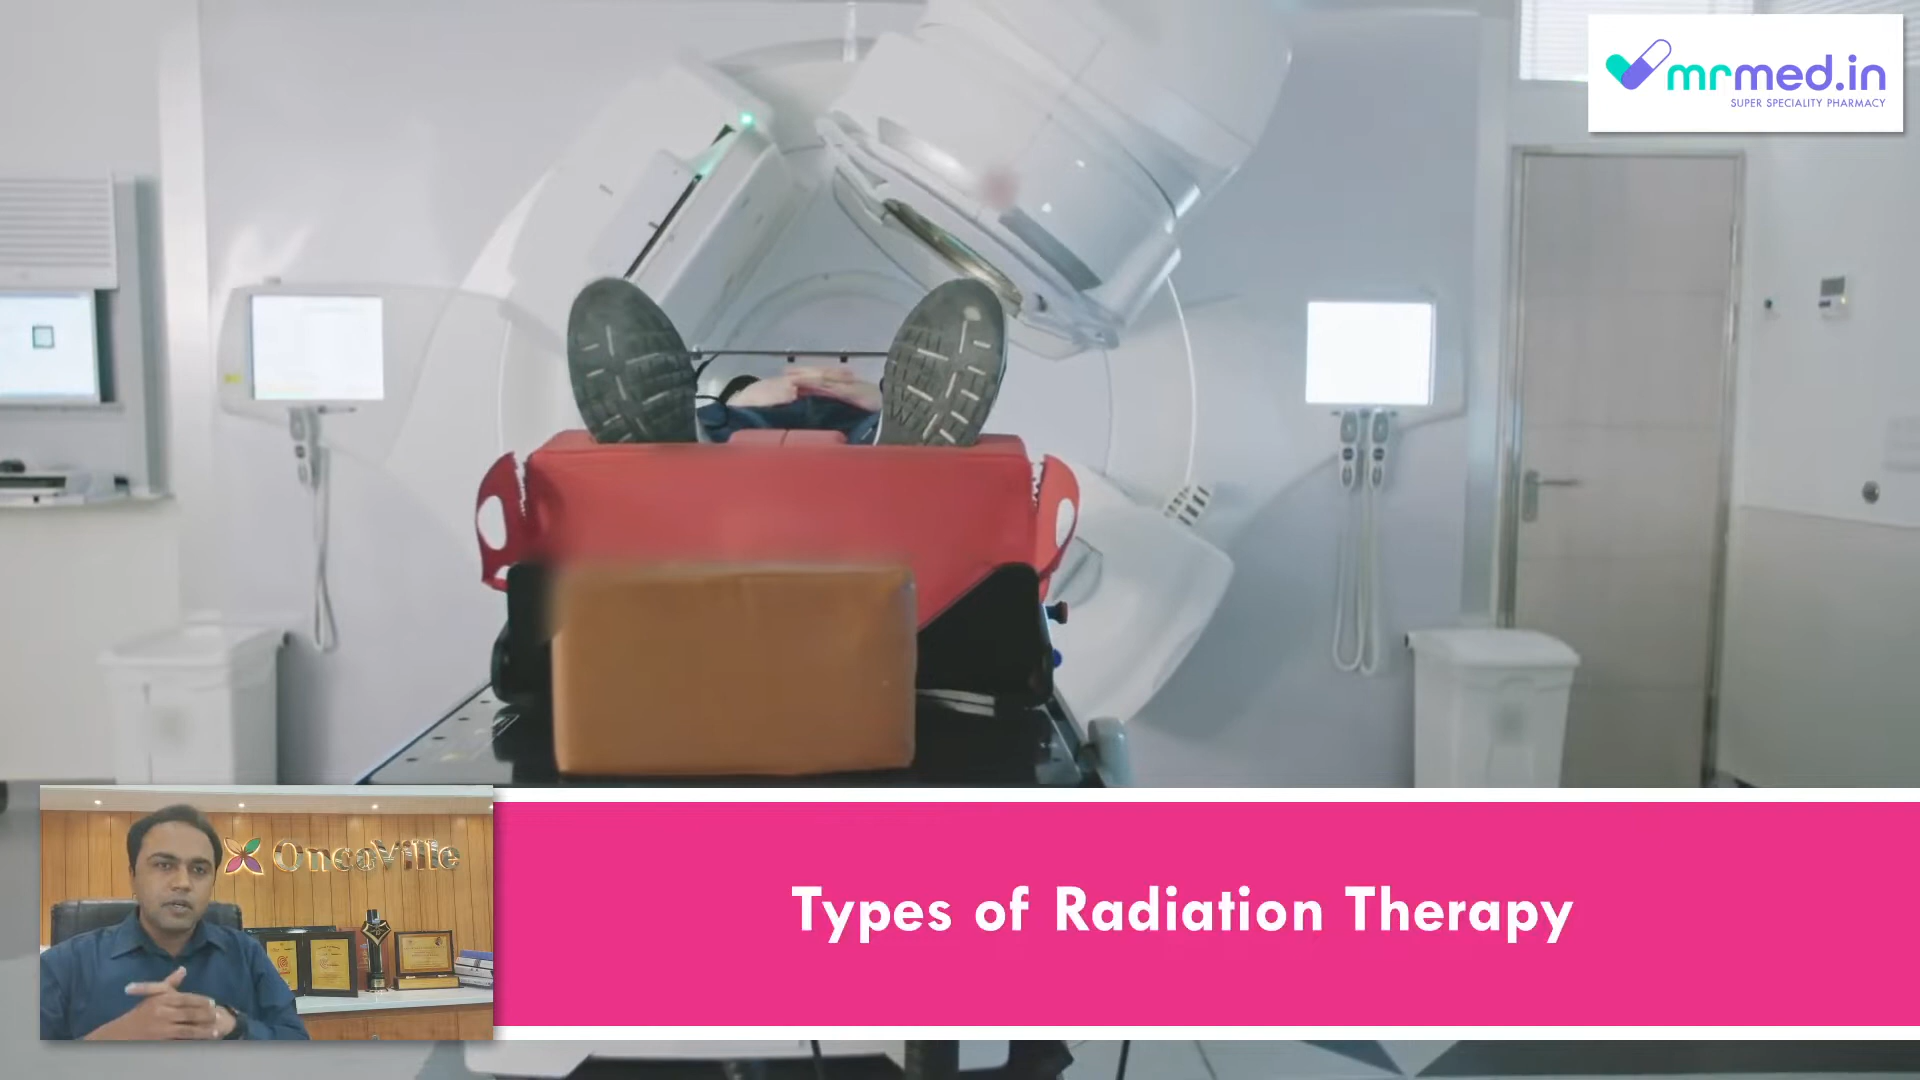 mrmed.in
SUPER SPECIALITY PHARMACY
OncoVille
Types of Radiation Therapy